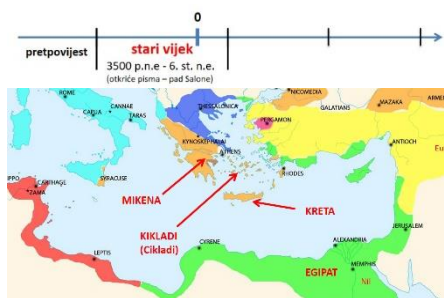 0
pretpovijest
stari vijek
3500 p.n.e - 6. st. n.e.
(otkriće pisma – pad Salone)
ROME
CANNAE
CAPUA
TARAS
THESSALONICA
NICOMEDIA
GALATIANS
MAZAKA
ARMEN
PERGAMON
KYNOSKEPHALAI
ATHENS
ANTIOCH
Eu
IPPO
CARTHAGE
ZAMA
SYRACUSE
RHODES
MIKENA
KRETA
KIKLADI
(Cikladi)
LEPTIS
CYRENE
ALEXANDRIA
JERUSALEM
MEMPHIS
EGIPAT
Nil